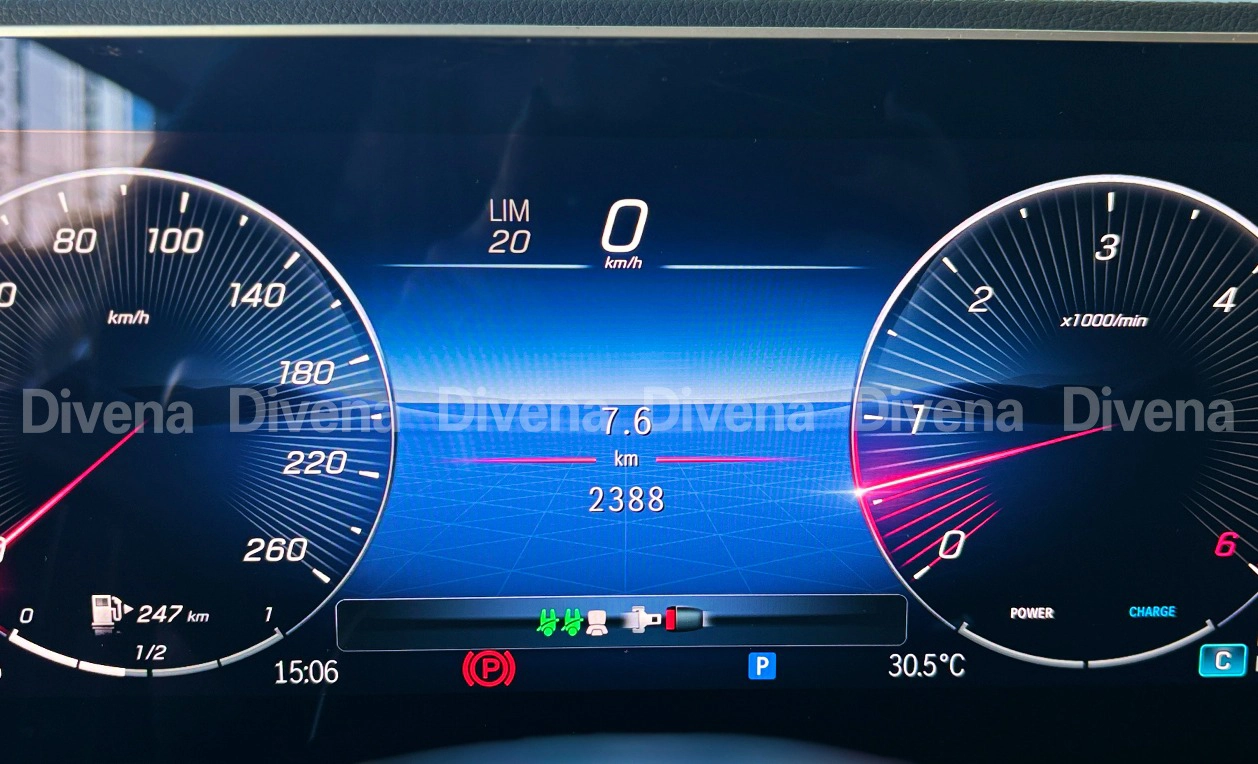 LIM
20
0
km/h
80
100
140
180
220
260
km/h
2
3
4
1
0
6
x1000/min
Divena Divena Divena Divena Divena Divena
7.6
km
2388
0
247 km
1
1/2
POWER
CHARGE
15:06
P
P
30.5°C
C